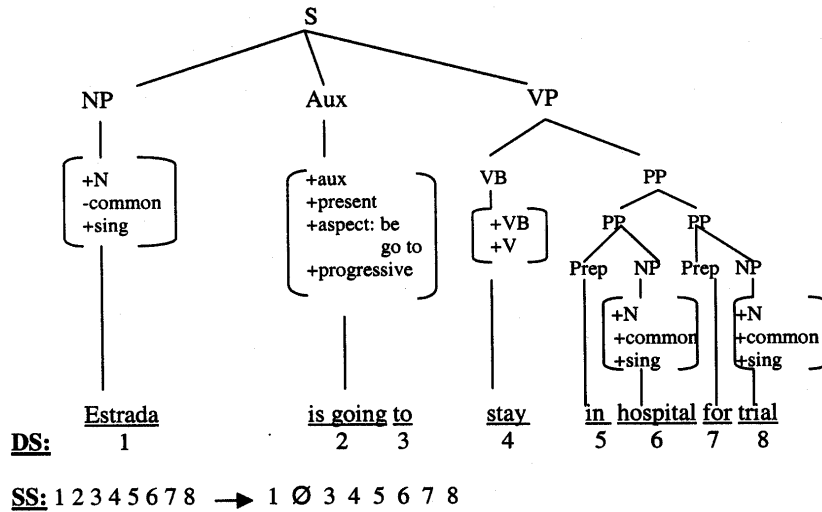 S
NP Aux VP
+N +aux VB PP
-common +present
+sing +aspect: be +VB PP PP
go to +V
+progressive Prep NP Prep NP
+N +N
+common +common
+sing +sing
Estrada is going to stay in hospital for trial
DS: 1 2 3 4 5 6 7 8
SS: 1 2 3 4 5 6 7 8 → 1 Ø 3 4 5 6 7 8